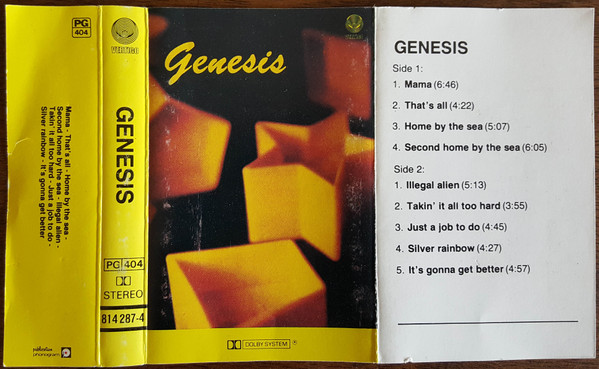 PG
404
Mama - That's all - Home by the sea -
Second home by the sea - Illegal alien -
Takin' it all too hard - Just a job to do -
Silver rainbow - It's gonna get better
phonogram
VERTIGO
GENESIS
PG 404
STEREO
814 287-4
Genesis
VERTIGO
DOLBY SYSTEM ®
GENESIS
Side 1:
1. Mama (6:46)
2. That's all (4:22)
3. Home by the sea (5:07)
4. Second home by the sea (6:05)
Side 2:
1. Illegal alien (5:13)
2. Takin' it all too hard (3:55)
3. Just a job to do (4:45)
4. Silver rainbow (4:27)
5. It's gonna get better (4:57)